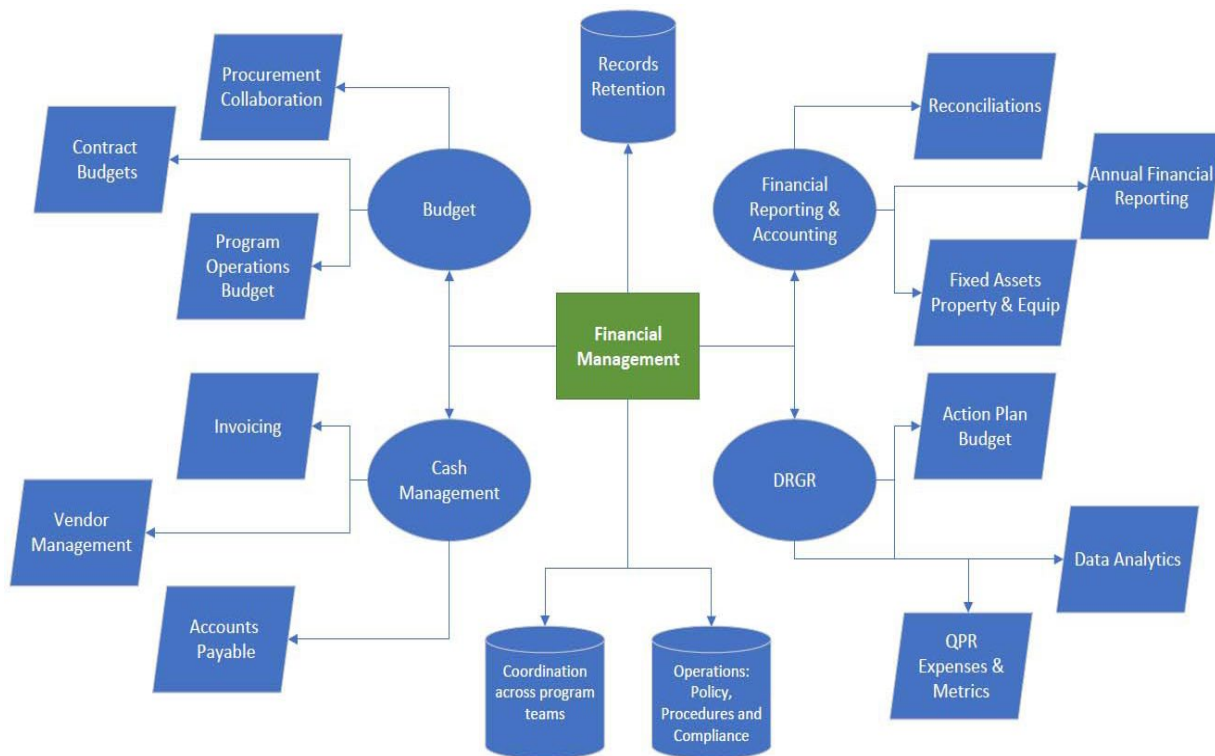 Procurement
Collaboration
Contract
Budgets
Program
Operations
Budget
Budget
Records
Retention
Financial
Reporting &
Accounting
Reconciliations
Annual Financial
Reporting
Fixed Assets
Property & Equip
Financial
Management
Invoicing
Vendor
Management
Accounts
Payable
Cash
Management
DRGR
Action Plan
Budget
Data Analytics
QPR
Expenses &
Metrics
Coordination
across program
teams
Operations:
Policy,
Procedures and
Compliance